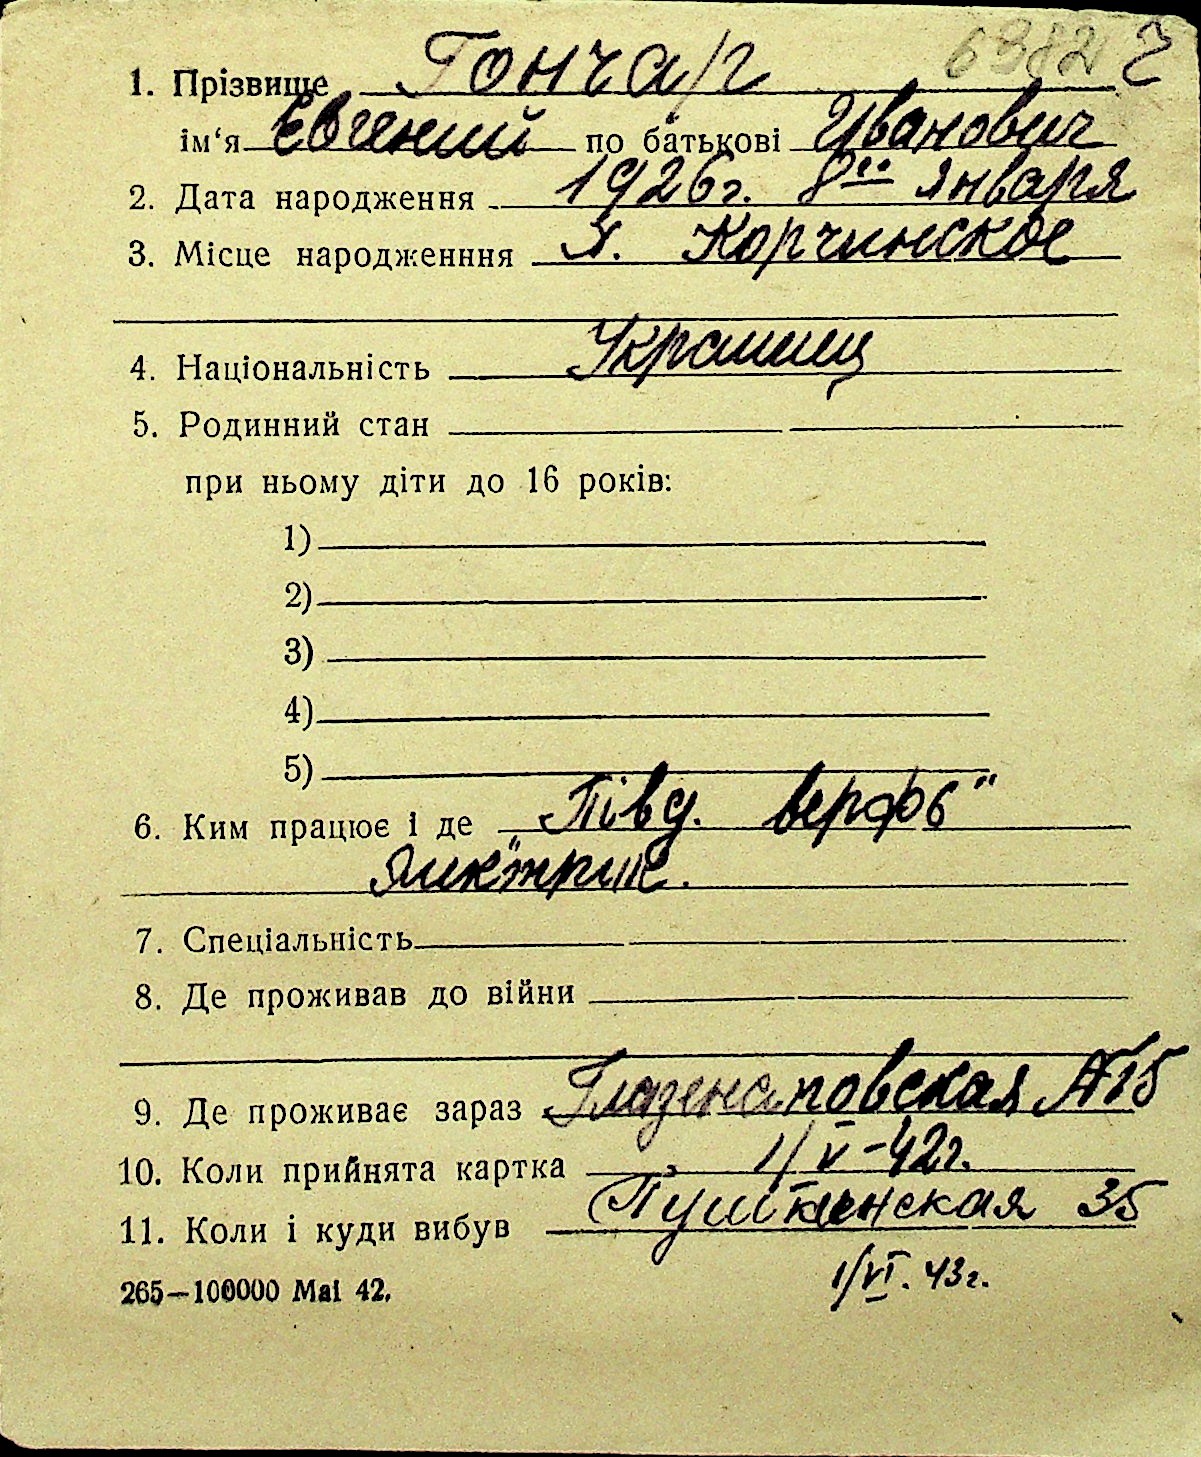 6982 2
1. Прізвище Гончар
ім‘я Евгений по батькові Иванович
2. Дата народження 1926г. 8го января
3. Місце народженння х. Корчинское
4. Національність Украинец
5. Родинний стан
при ньому діти до 16 років:
1)
2)
3)
4)
5)
6. Ким працює і де „Півд. верфь“
електрик.
7. Спеціальність
8. Де проживав до війни
9. Де проживає зараз Глазенаповская №15
10. Коли прийнята картка 1/V-42г.
11. Коли і куди вибув Пушкинская 35
265—100000 Mai 42.
1/VI. 43г.